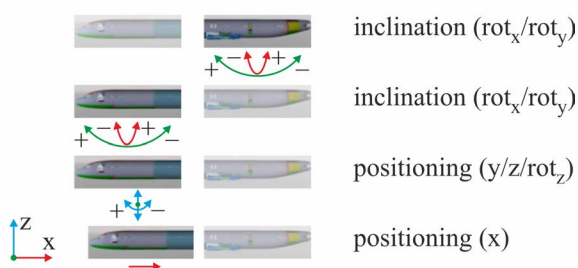 inclination (rotx/roty)
+ − + −
inclination (rotx/roty)
+ − + −
positioning (y/z/rotz)
+ −
z
x
positioning (x)